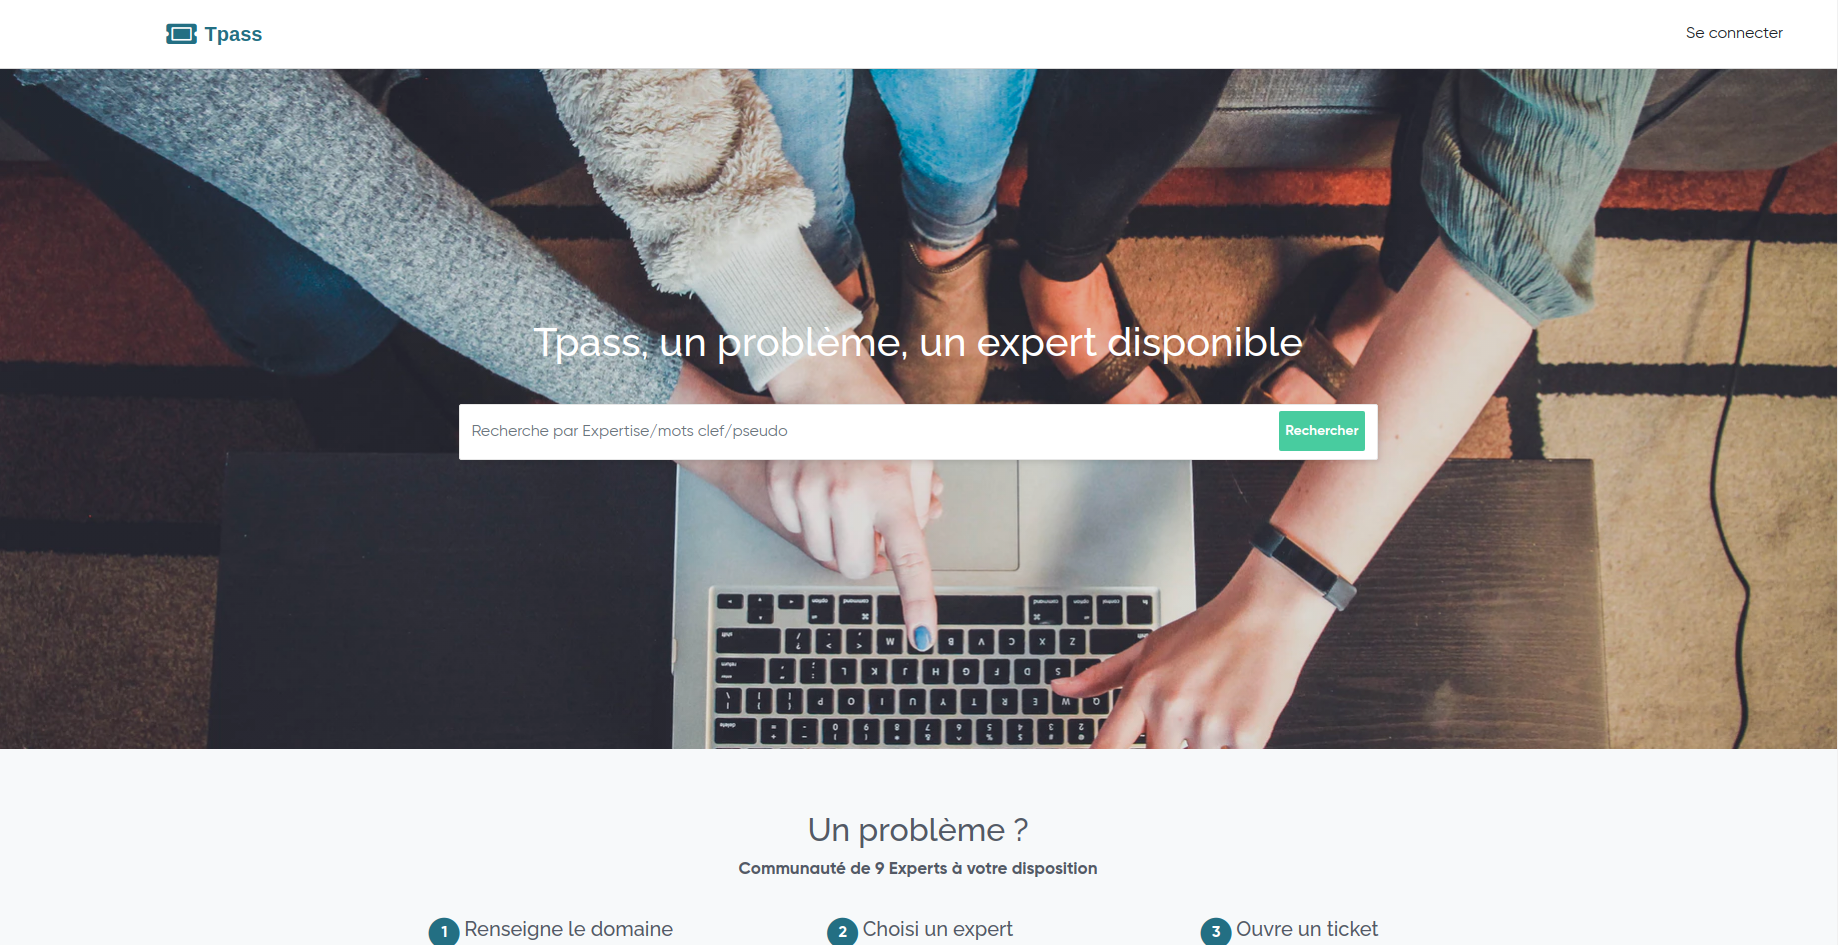 Tpass
Se connecter
Tpass, un problème, un expert disponible
Recherche par Expertise/mots clef/pseudo
Rechercher
Un problème ?
Communauté de 9 Experts à votre disposition
1 Renseigne le domaine
2 Choisi un expert
3 Ouvre un ticket